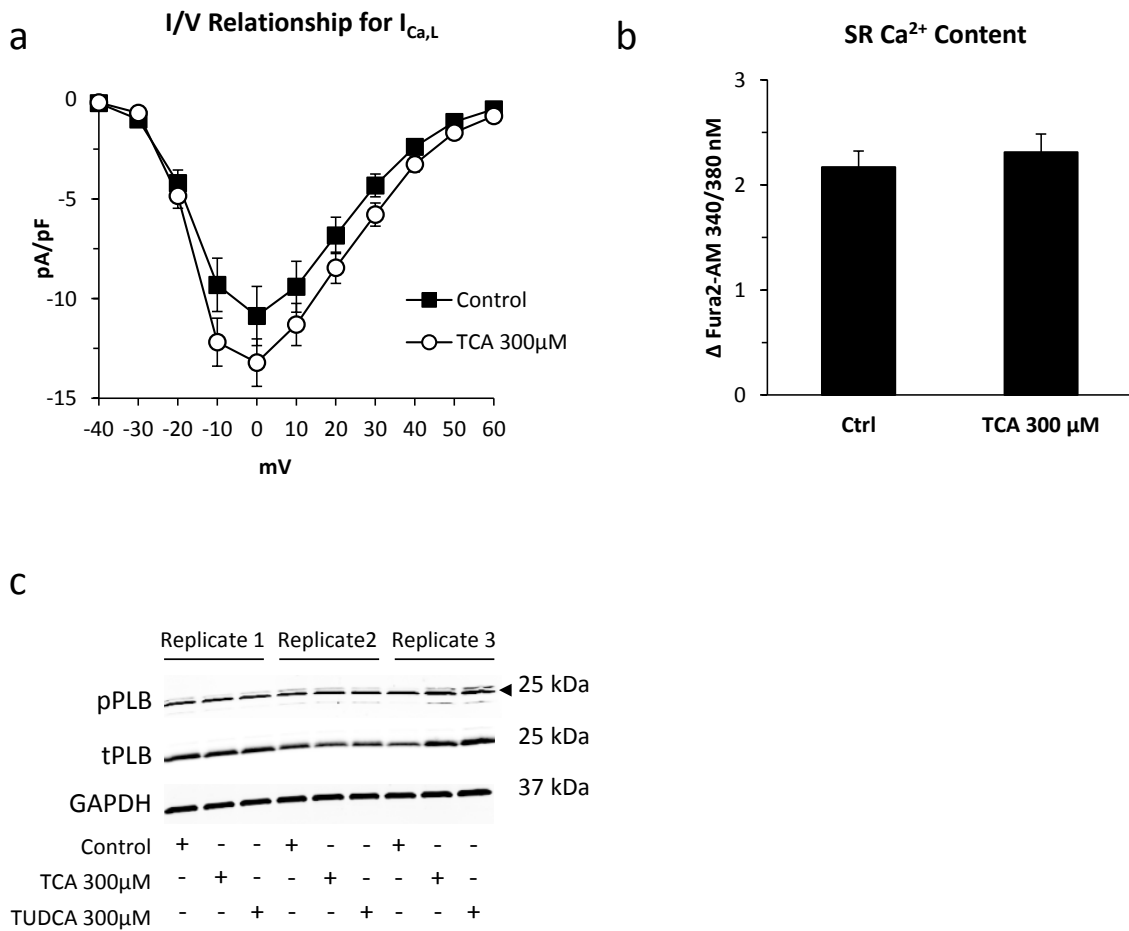 a
I/V Relationship for I_Ca,L
0
-5
-10
-15
pA/pF
-40 -30 -20 -10 0 10 20 30 40 50 60
mV
Control
TCA 300µM
b
SR Ca²⁺ Content
3
2
1
0
Δ Fura2-AM 340/380 nM
Ctrl TCA 300 µM
c
Replicate 1 Replicate2 Replicate 3
pPLB 25 kDa
tPLB 25 kDa
GAPDH 37 kDa
Control + - - + - - + - -
TCA 300µM - + - - + - - + -
TUDCA 300µM - - + - - + - - +